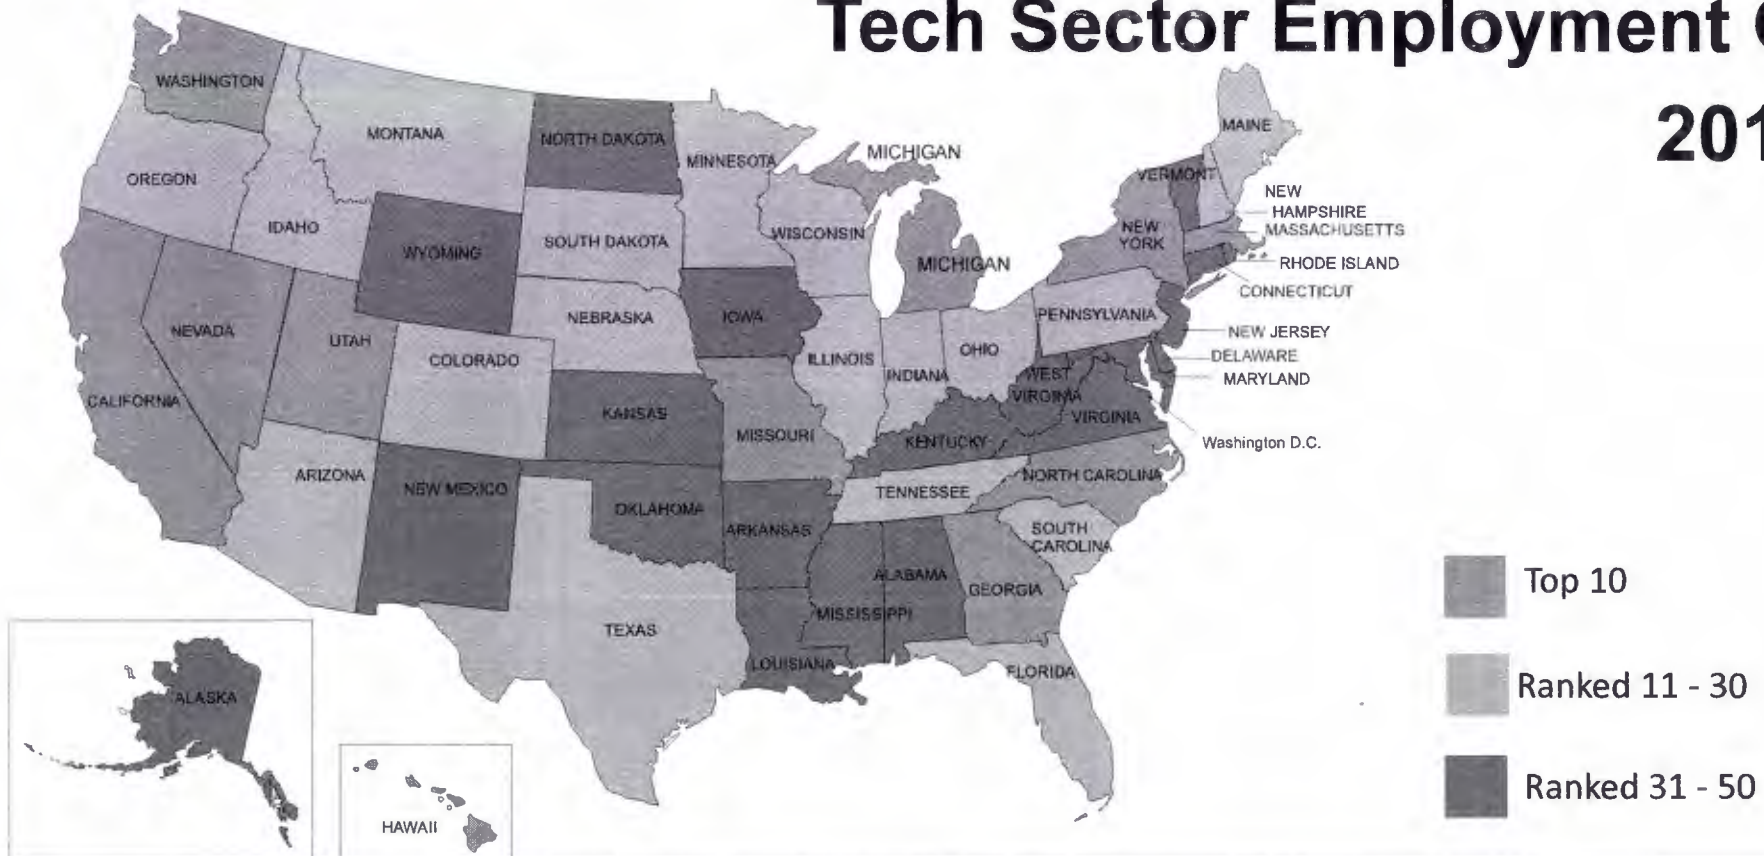 Tech Sector Employment
201
WASHINGTON
MONTANA
NORTH DAKOTA
MINNESOTA
MICHIGAN
MAINE
OREGON
IDAHO
WYOMING
SOUTH DAKOTA
WISCONSIN
MICHIGAN
VERMONT
NEW
YORK
NEW
HAMPSHIRE
MASSACHUSETTS
RHODE ISLAND
CONNECTICUT
NEVADA
UTAH
COLORADO
NEBRASKA
IOWA
ILLINOIS
INDIANA
OHIO
PENNSYLVANIA
NEW JERSEY
DELAWARE
MARYLAND
CALIFORNIA
KANSAS
MISSOURI
KENTUCKY
WEST
VIRGINIA
VIRGINIA
Washington D.C.
ARIZONA
NEW MEXICO
OKLAHOMA
ARKANSAS
TENNESSEE
NORTH CAROLINA
SOUTH
CAROLINA
TEXAS
LOUISIANA
MISSISSIPPI
ALABAMA
GEORGIA
FLORIDA
ALASKA
HAWAII
Top 10
Ranked 11 - 30
Ranked 31 - 50